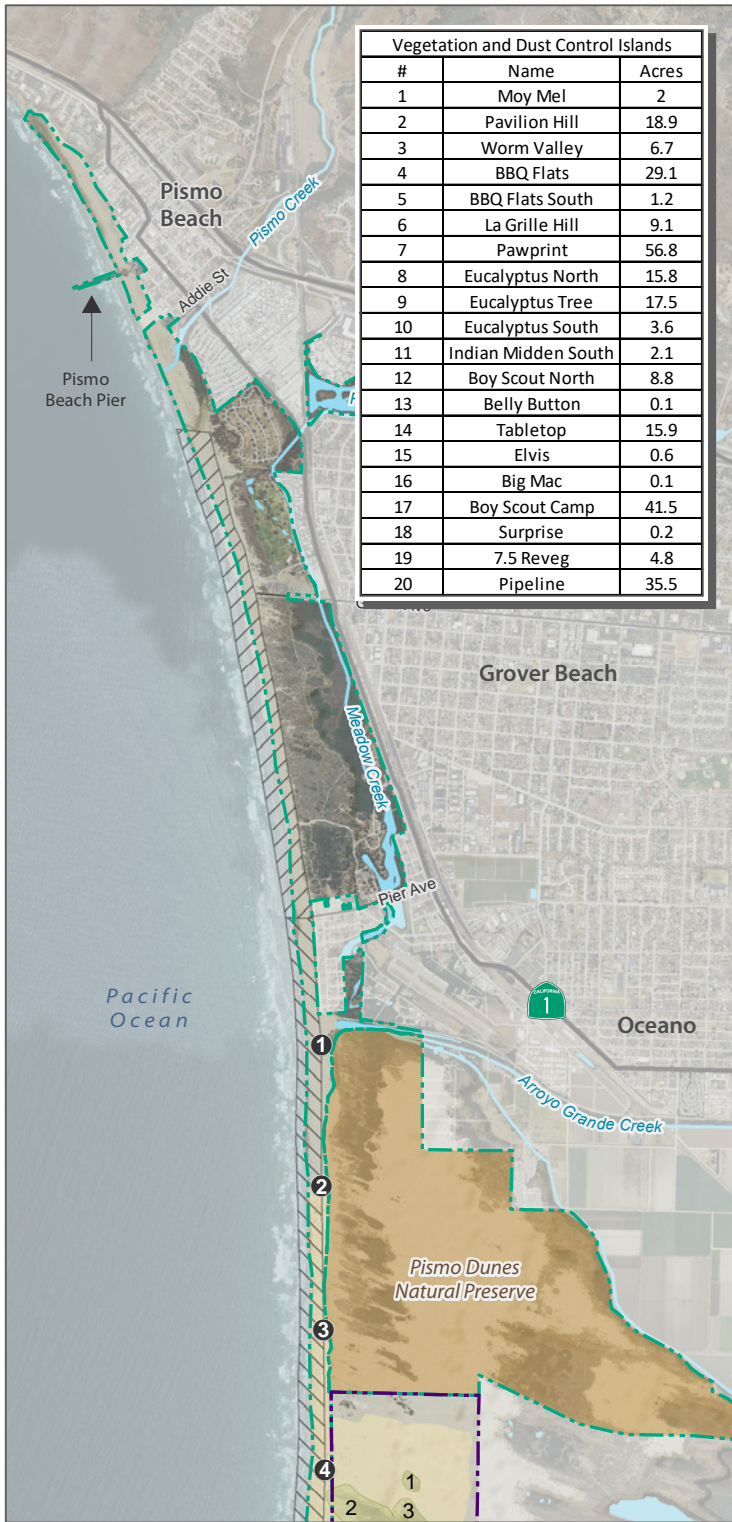 Vegetation and Dust Control Islands
# Name Acres
1 Moy Mel 2
2 Pavilion Hill 18.9
3 Worm Valley 6.7
4 BBQ Flats 29.1
5 BBQ Flats South 1.2
6 La Grille Hill 9.1
7 Pawprint 56.8
8 Eucalyptus North 15.8
9 Eucalyptus Tree 17.5
10 Eucalyptus South 3.6
11 Indian Midden South 2.1
12 Boy Scout North 8.8
13 Belly Button 0.1
14 Tabletop 15.9
15 Elvis 0.6
16 Big Mac 0.1
17 Boy Scout Camp 41.5
18 Surprise 0.2
19 7.5 Reveg 4.8
20 Pipeline 35.5
Pismo
Beach
Pismo Creek
Addie St
Pismo
Beach Pier
Grover Beach
Meadow Creek
Pier Ave
Pacific
Ocean
CALIFORNIA
1
Oceano
1
Arroyo Grande Creek
2
Pismo Dunes
Natural Preserve
3
4
1
2
3